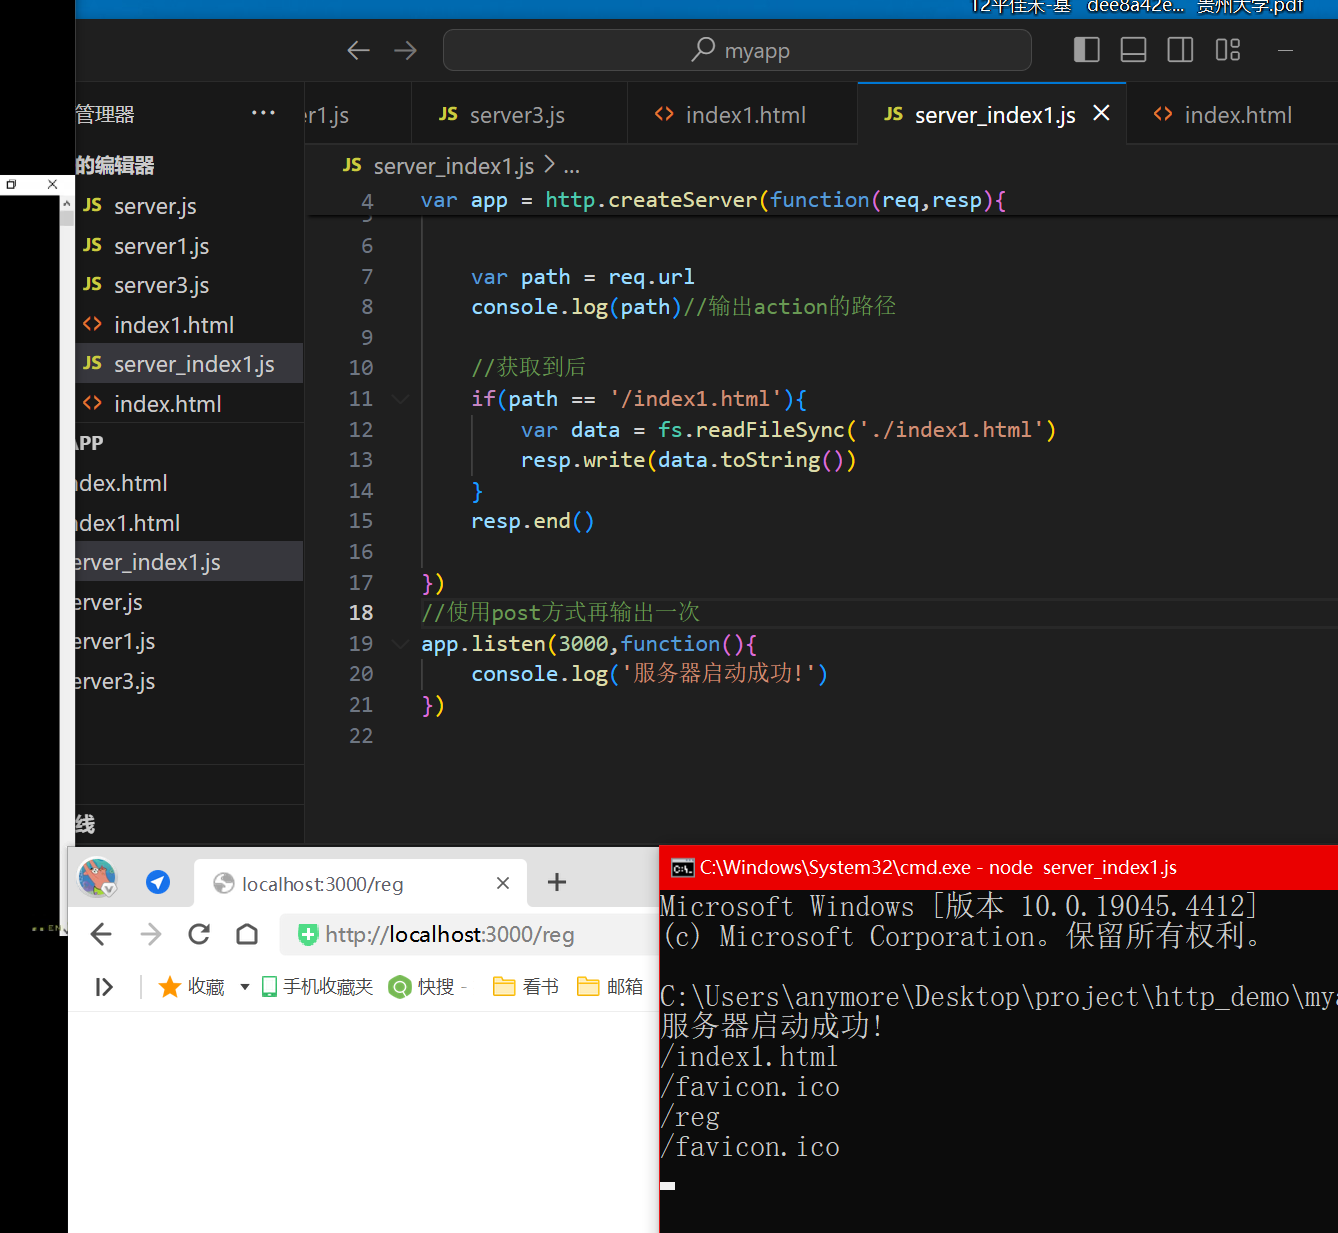 T2平佳木-基 dee8a42e... 贵州大学.pdf
myapp
管理器 ···
er1.js
JS server3.js
<> index1.html
JS server_index1.js
<> index.html
的编辑器
JS server.js
JS server1.js
JS server3.js
<> index1.html
JS server_index1.js
<> index.html
APP
ndex.html
ndex1.html
erver_index1.js
erver.js
erver1.js
erver3.js
线
JS server_index1.js > ...
4 var app = http.createServer(function(req,resp){
5
6
7 var path = req.url
8 console.log(path)//输出action的路径
9
10 //获取到后
11 if(path == '/index1.html'){
12 var data = fs.readFileSync('./index1.html')
13 resp.write(data.toString())
14 }
15 resp.end()
16
17 })
18 //使用post方式再输出一次
19 app.listen(3000,function(){
20 console.log('服务器启动成功!')
21 })
22
localhost:3000/reg
http://localhost:3000/reg
收藏 手机收藏夹 快搜 - 看书 邮箱
C:\Windows\System32\cmd.exe - node server_index1.js
Microsoft Windows [版本 10.0.19045.4412]
(c) Microsoft Corporation。保留所有权利。
C:\Users\anymore\Desktop\project\http_demo\mya
服务器启动成功!
/index1.html
/favicon.ico
/reg
/favicon.ico